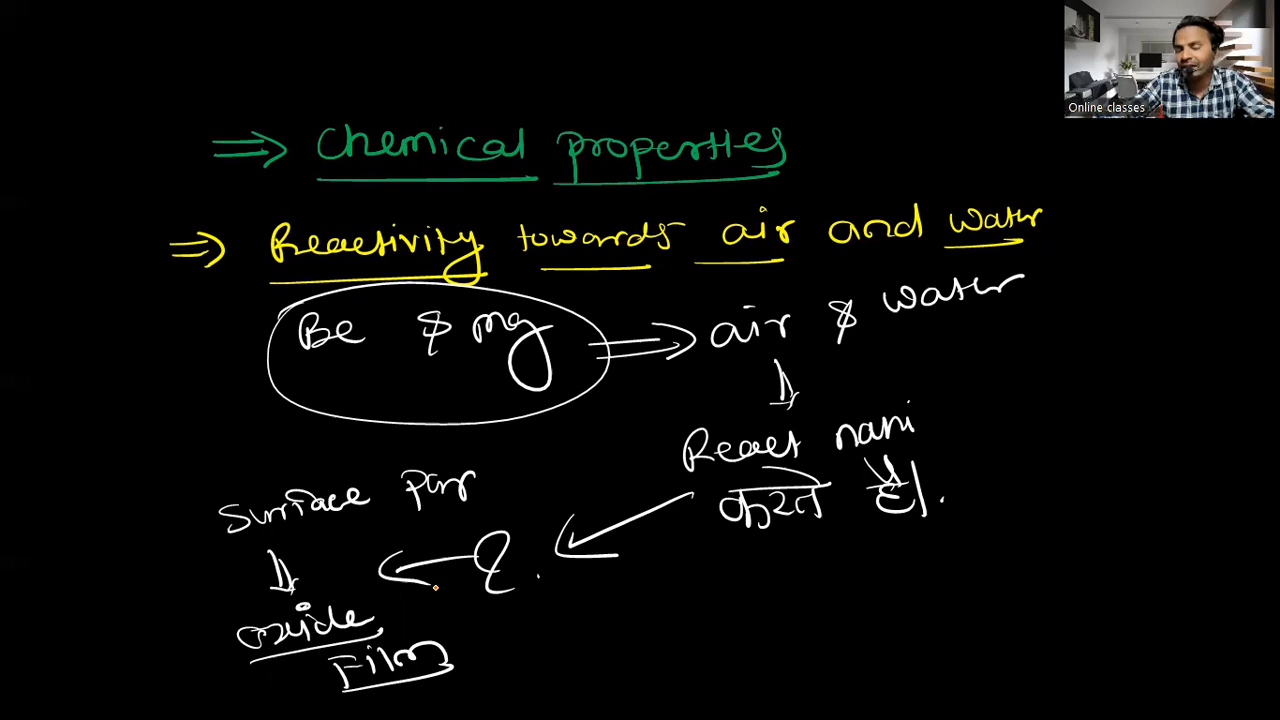 Online classes
⇒ Chemical properties
⇒ Reactivity towards air and water
Be & Mg ⇒ air & water
React nahi
करते है।
Surface par
oxide
Film